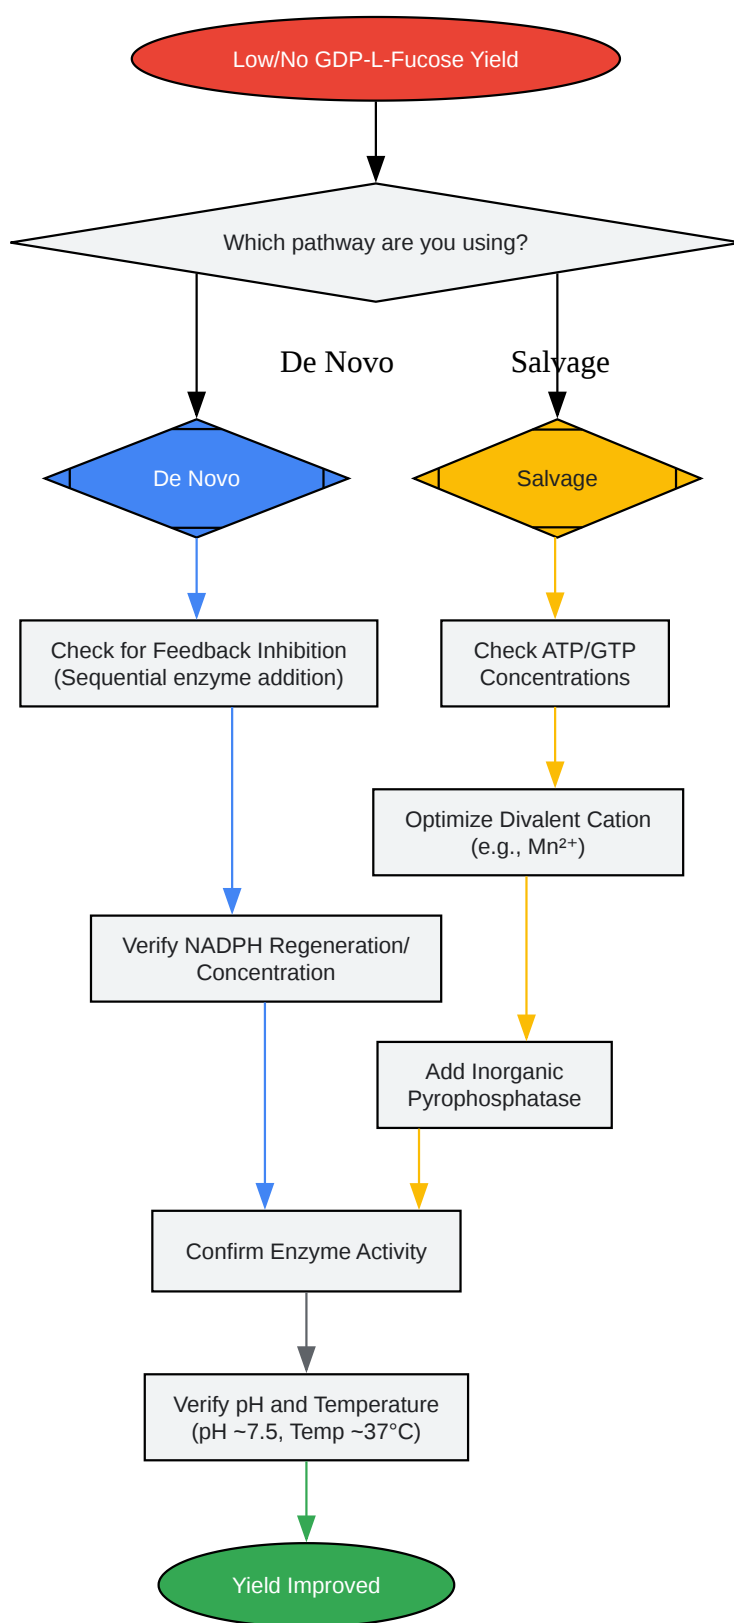 Low/No GDP-L-Fucose Yield
Which pathway are you using?
De Novo
Salvage
De Novo
Salvage
Check for Feedback Inhibition
(Sequential enzyme addition)
Check ATP/GTP
Concentrations
Optimize Divalent Cation
(e.g., Mn²⁺)
Verify NADPH Regeneration/
Concentration
Add Inorganic
Pyrophosphatase
Confirm Enzyme Activity
Verify pH and Temperature
(pH ~7.5, Temp ~37°C)
Yield Improved